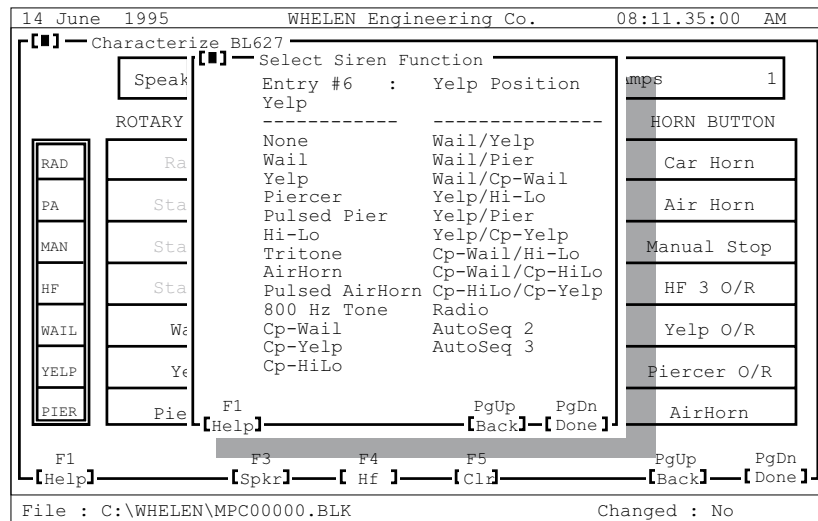 14 June 1995 WHELEN Engineering Co. 08:11.35:00 AM
[■] Characterize BL627
[■] Select Siren Function
Speak Entry #6 : Yelp Position Amps 1
Yelp
ROTARY ------------ --------------- HORN BUTTON
None Wail/Yelp
RAD Ra Wail Wail/Pier Car Horn
Yelp Wail/Cp-Wail
PA Sta Piercer Yelp/Hi-Lo Air Horn
Pulsed Pier Yelp/Pier
MAN Sta Hi-Lo Yelp/Cp-Yelp Manual Stop
Tritone Cp-Wail/Hi-Lo
AirHorn Cp-Wail/Cp-HiLo
HF Sta Pulsed AirHorn Cp-HiLo/Cp-Yelp HF 3 O/R
800 Hz Tone Radio
WAIL Wa Cp-Wail AutoSeq 2 Yelp O/R
Cp-Yelp AutoSeq 3
YELP Ye Cp-HiLo Piercer O/R
PIER Pie F1 PgUp PgDn AirHorn
[Help] [Back] [Done]
F1 F3 F4 F5 PgUp PgDn
[Help] [Spkr] [ Hf ] [Clr] [Back] [Done]
File : C:\WHELEN\MPC00000.BLK Changed : No